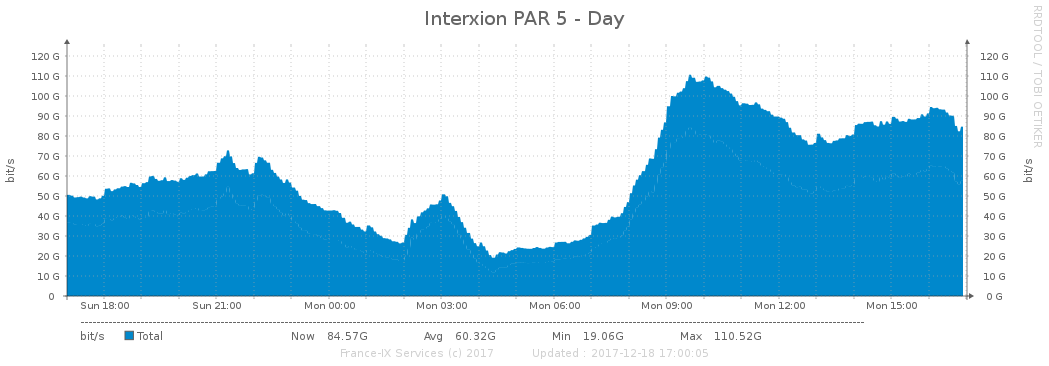 Interxion PAR 5 - Day
RRDTOOL / TOBI OETIKER
bit/s
120 G
110 G
100 G
90 G
80 G
70 G
60 G
50 G
40 G
30 G
20 G
10 G
0
120 G
110 G
100 G
90 G
80 G
70 G
60 G
50 G
40 G
30 G
20 G
10 G
0 G
bit/s
Sun 18:00 Sun 21:00 Mon 00:00 Mon 03:00 Mon 06:00 Mon 09:00 Mon 12:00 Mon 15:00
bit/s Total Now 84.57G Avg 60.32G Min 19.06G Max 110.52G
France-IX Services (c) 2017 Updated : 2017-12-18 17:00:05